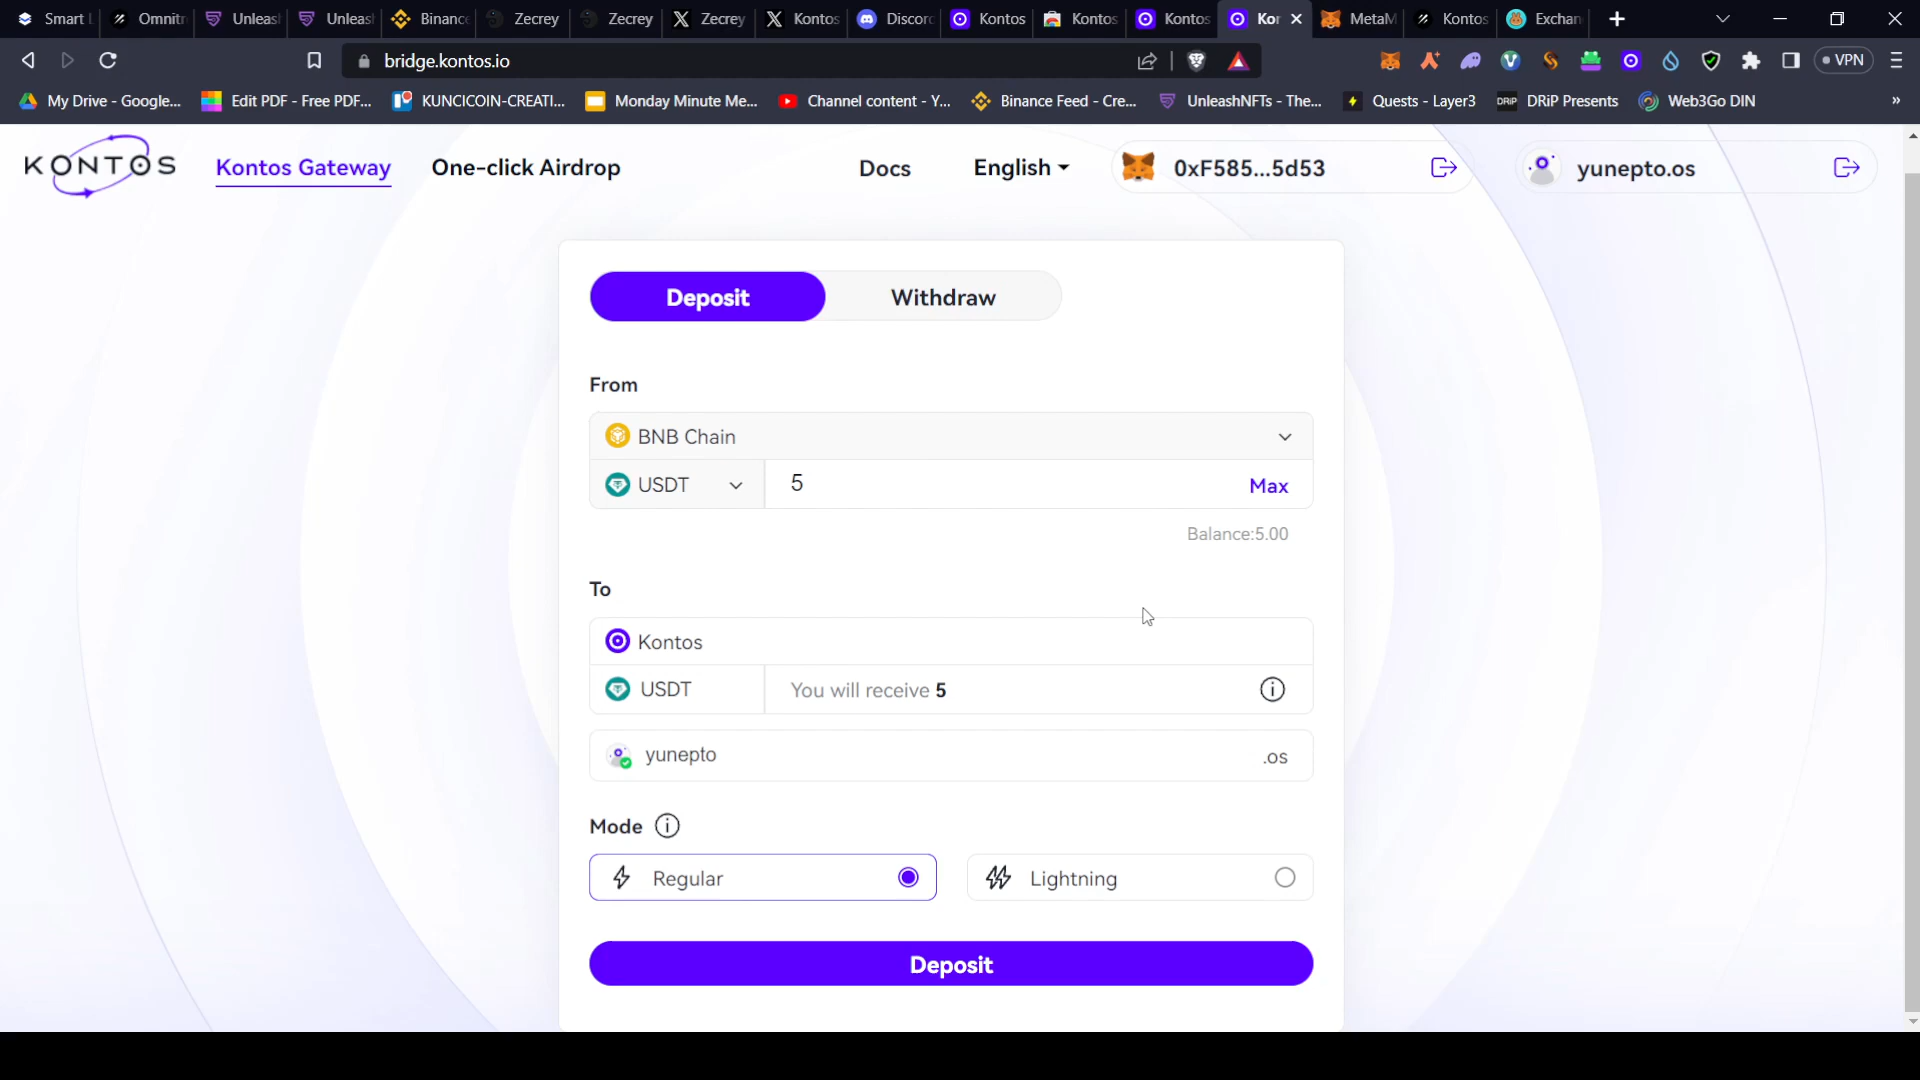 Smart Omnitr Unleas Unleas Binanc Zecrey Zecrey Zecrey Kontos Discor Kontos Kontos Kontos Kor MetaM Kontos Exchan
bridge.kontos.io VPN
My Drive - Google... Edit PDF - Free PDF... KUNCICOIN-CREATI... Monday Minute Me... Channel content - Y... Binance Feed - Cre... UnleashNFTs - The... Quests - Layer3 DRiP DRiP Presents Web3Go DIN »
KONTOS Kontos Gateway One-click Airdrop Docs English 0xF585...5d53 yunepto.os
Deposit Withdraw
From
BNB Chain
USDT 5 Max
Balance:5.00
To
Kontos
USDT You will receive 5
yunepto .os
Mode
Regular Lightning
Deposit